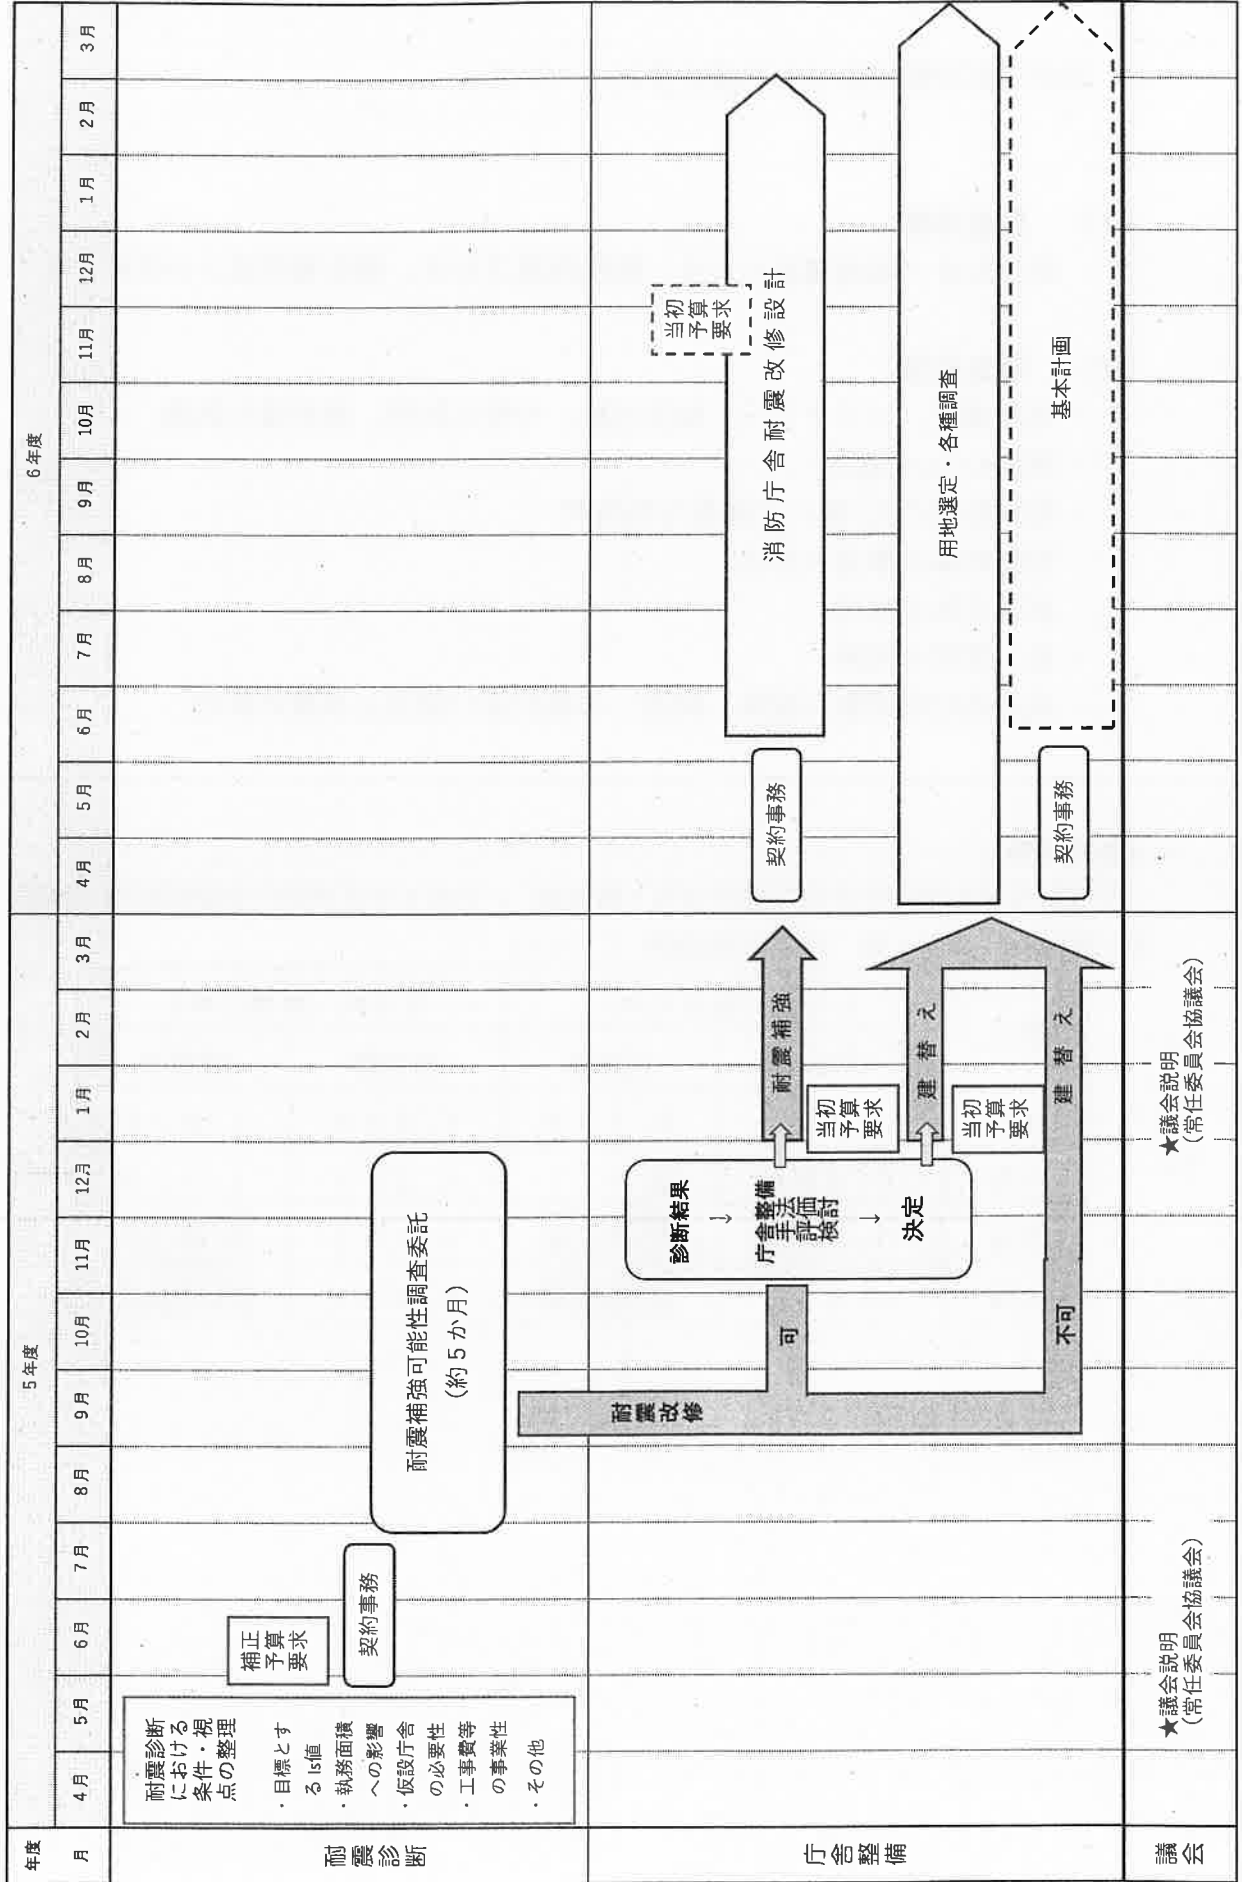 年度
5年度
6年度
月
4月
5月
6月
7月
8月
9月
10月
11月
12月
1月
2月
3月
4月
5月
6月
7月
8月
9月
10月
11月
12月
1月
2月
3月
耐震診断
耐震診断
における
条件・視
点の整理
・目標とす
る Is値
・執務面積
への影響
・仮設庁舎
の必要性
・工事費等
の事業性
・その他
補正
予算
要求
契約事務
耐震補強可能性調査委託
（約５か月）
庁舎整備
耐震改修
可
不可
診断結果
↓
庁舎整備
手法
評価
検討
↓
決定
耐震補強
当初
予算
要求
建替え
当初
予算
要求
建替え
契約事務
消防庁舎耐震改修設計
当初
予算
要求
用地選定・各種調査
契約事務
基本計画
議会
★議会説明
（常任委員会協議会）
★議会説明
（常任委員会協議会）